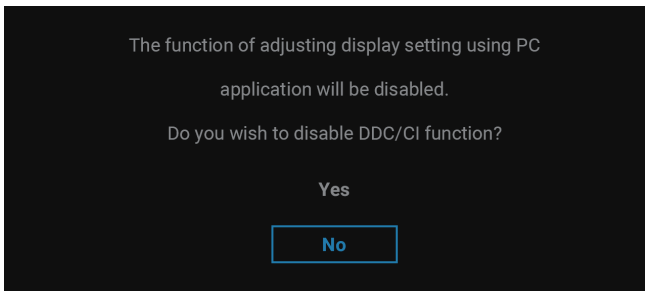 The function of adjusting display setting using PC
application will be disabled.
Do you wish to disable DDC/CI function?
Yes
No